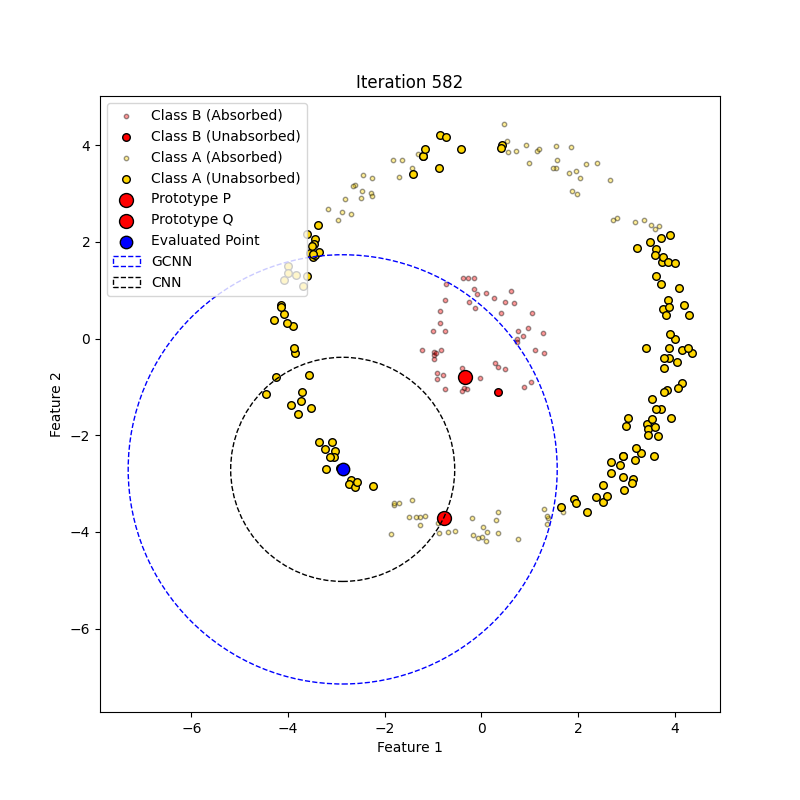 Iteration 582
Class B (Absorbed)
Class B (Unabsorbed)
Class A (Absorbed)
Class A (Unabsorbed)
Prototype P
Prototype Q
Evaluated Point
GCNN
CNN
Feature 2
4
2
0
−2
−4
−6
−6
−4
−2
0
2
4
Feature 1